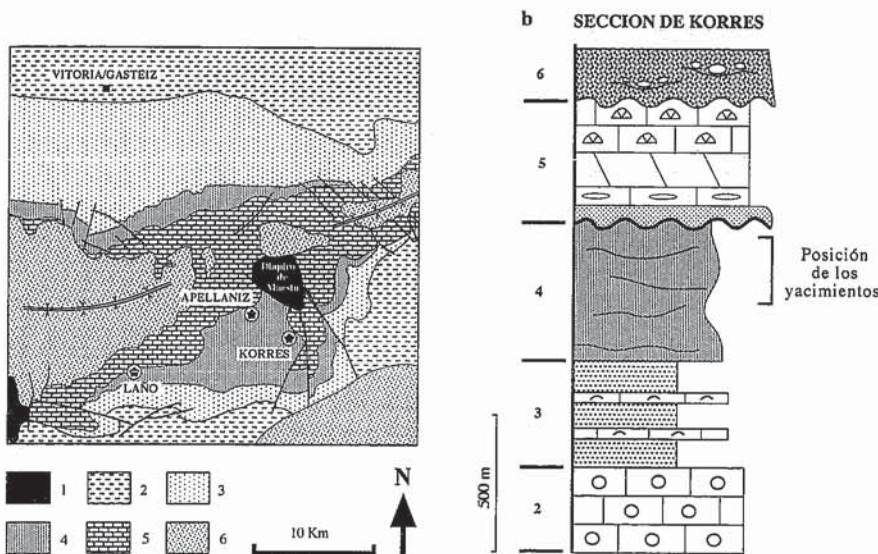 VITORIA/GASTEIZ
Diapiro
de
Maestu
APELLANIZ
KORRES
LAÑO
1
2
3
4
5
6
N
10 Km
b SECCION DE KORRES
6
5
4
3
2
Posición
de los
yacimientos
500 m